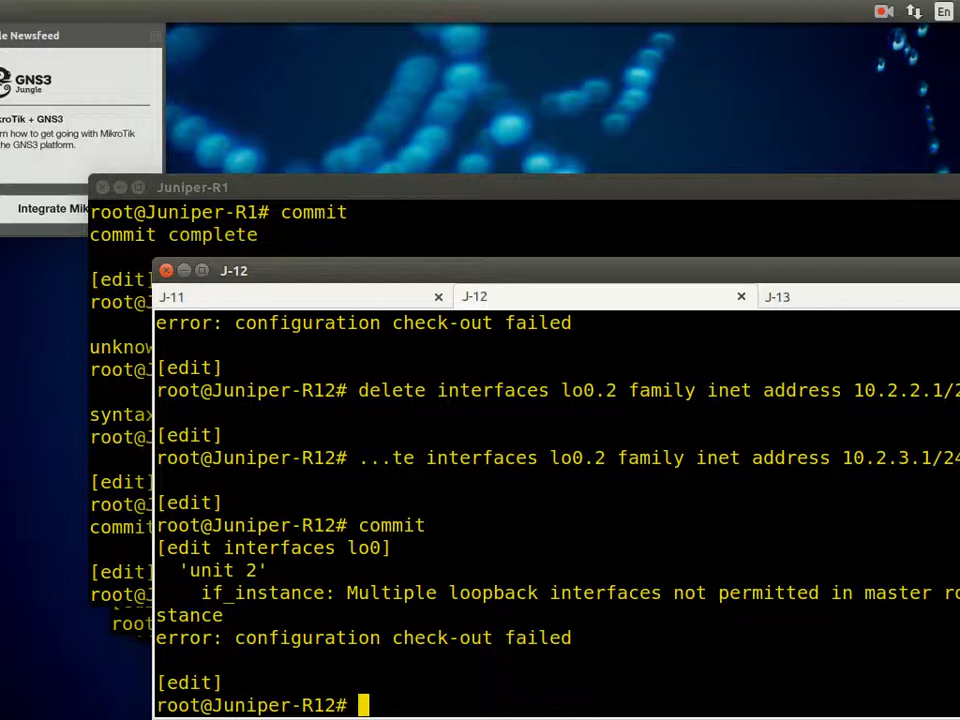 En
le Newsfeed
GNS3
Jungle
kroTik + GNS3
rn how to get going with MikroTik
the GNS3 platform.
Integrate Mik
Juniper-R1
root@Juniper-R1# commit
commit complete
[edit]
root@J
unknow
root@J
syntax
root@J
[edit]
root@J
commit
[edit]
root@J
root
J-12
J-11
J-12
J-13
error: configuration check-out failed
[edit]
root@Juniper-R12# delete interfaces lo0.2 family inet address 10.2.2.1/2
[edit]
root@Juniper-R12# ...te interfaces lo0.2 family inet address 10.2.3.1/24
[edit]
root@Juniper-R12# commit
[edit interfaces lo0]
'unit 2'
if_instance: Multiple loopback interfaces not permitted in master ro
stance
error: configuration check-out failed
[edit]
root@Juniper-R12#